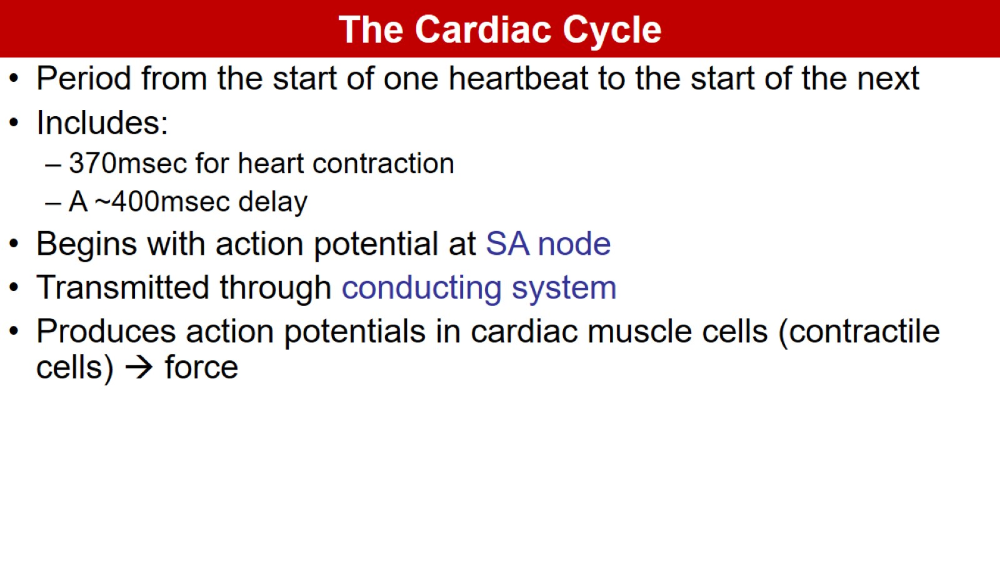 The Cardiac Cycle
• Period from the start of one heartbeat to the start of the next
• Includes:
– 370msec for heart contraction
– A ~400msec delay
• Begins with action potential at SA node
• Transmitted through conducting system
• Produces action potentials in cardiac muscle cells (contractile
cells) → force